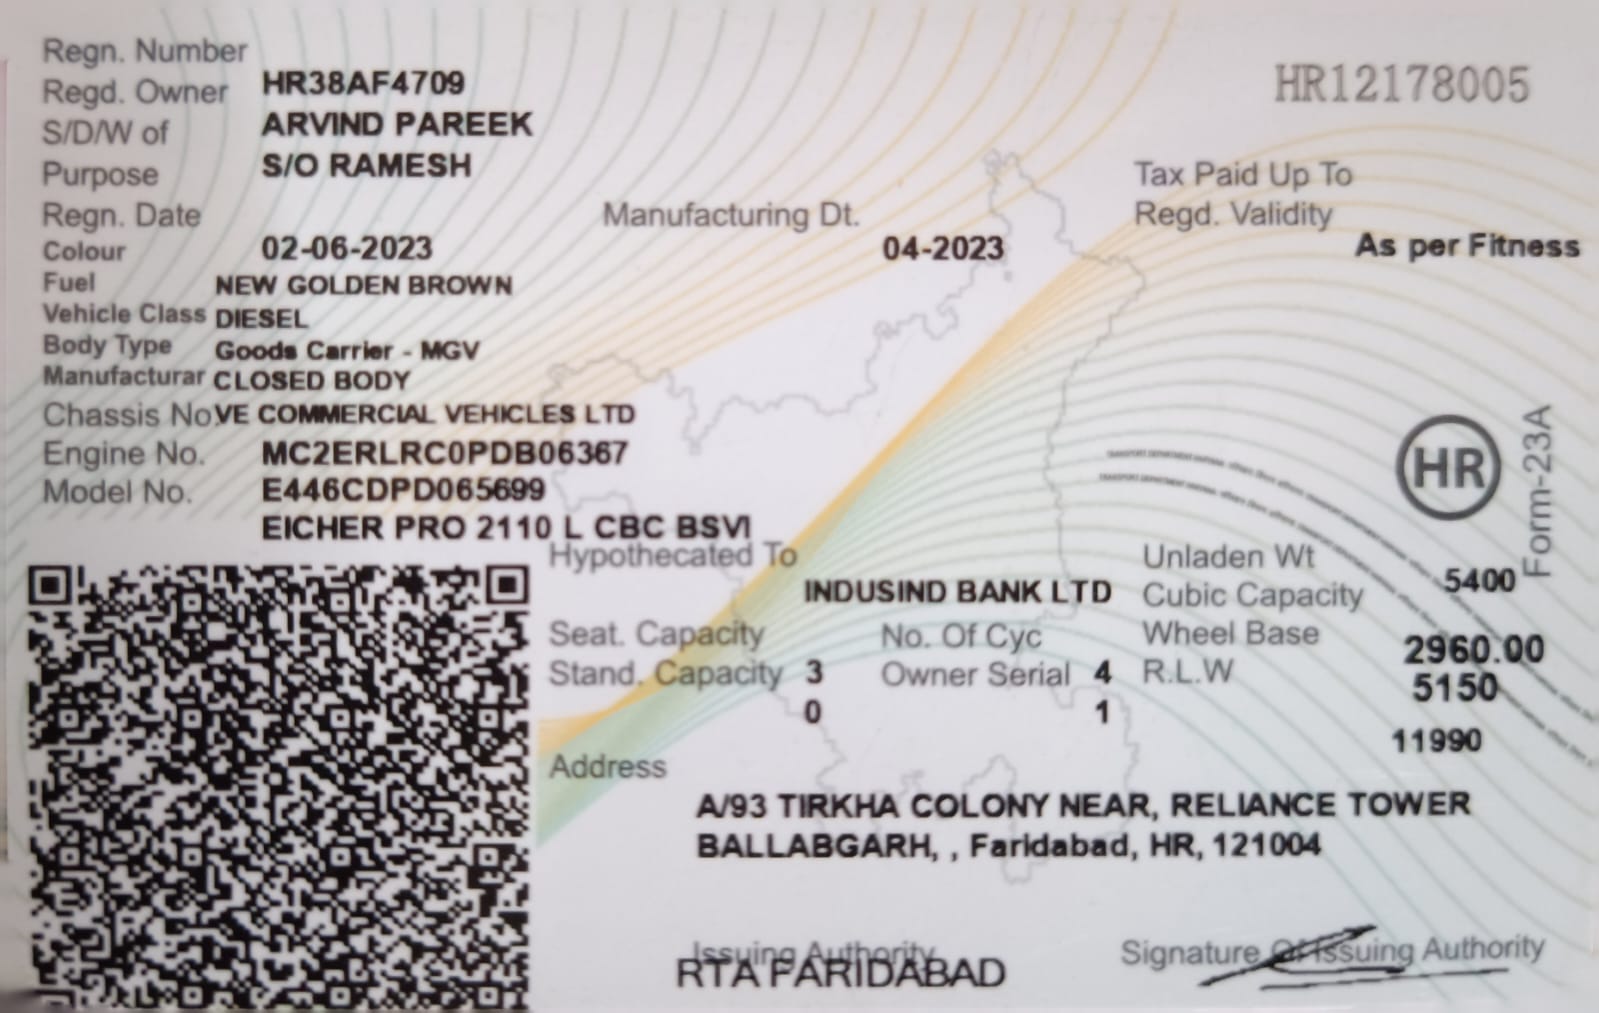 Regn. Number
HR38AF4709
HR12178005
Regd. Owner
ARVIND PAREEK
S/D/W of
S/O RAMESH
Purpose
Tax Paid Up To
Regn. Date
Manufacturing Dt.
Regd. Validity
Colour
02-06-2023
04-2023
As per Fitness
Fuel
NEW GOLDEN BROWN
Vehicle Class
DIESEL
Body Type
Goods Carrier - MGV
Manufacturar
CLOSED BODY
Chassis No.
VE COMMERCIAL VEHICLES LTD
Engine No.
MC2ERLRC0PDB06367
Model No.
E446CDPD065699
EICHER PRO 2110 L CBC BSVI
HR
Form-23A
Hypothecated To
INDUSIND BANK LTD
Unladen Wt
5400
Cubic Capacity
2960.00
Seat. Capacity
3
No. Of Cyc
4
Wheel Base
5150
Stand. Capacity
0
Owner Serial
1
R.L.W
11990
Address
A/93 TIRKHA COLONY NEAR, RELIANCE TOWER
BALLABGARH, , Faridabad, HR, 121004
Issuing Authority
RTA FARIDABAD
Signature Of Issuing Authority